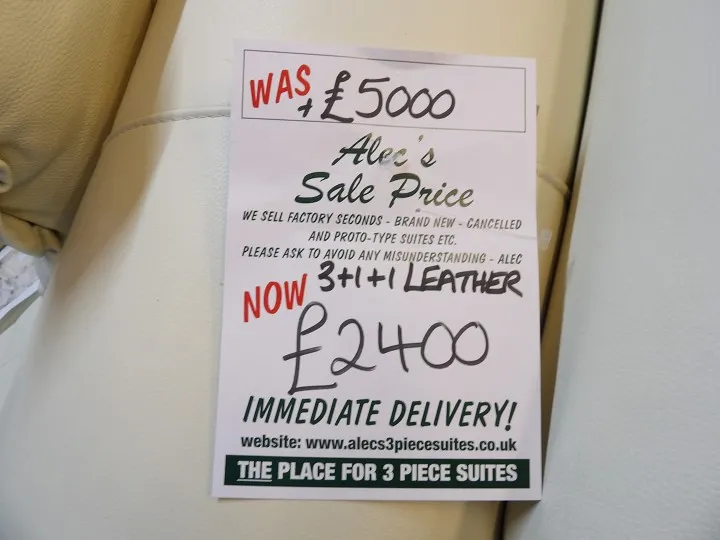 WAS + £5000
Alec's
Sale Price
WE SELL FACTORY SECONDS - BRAND NEW - CANCELLED
AND PROTO-TYPE SUITES ETC.
PLEASE ASK TO AVOID ANY MISUNDERSTANDING - ALEC
NOW 3+1+1 LEATHER
£2400
IMMEDIATE DELIVERY!
website: www.alecs3piecesuites.co.uk
THE PLACE FOR 3 PIECE SUITES